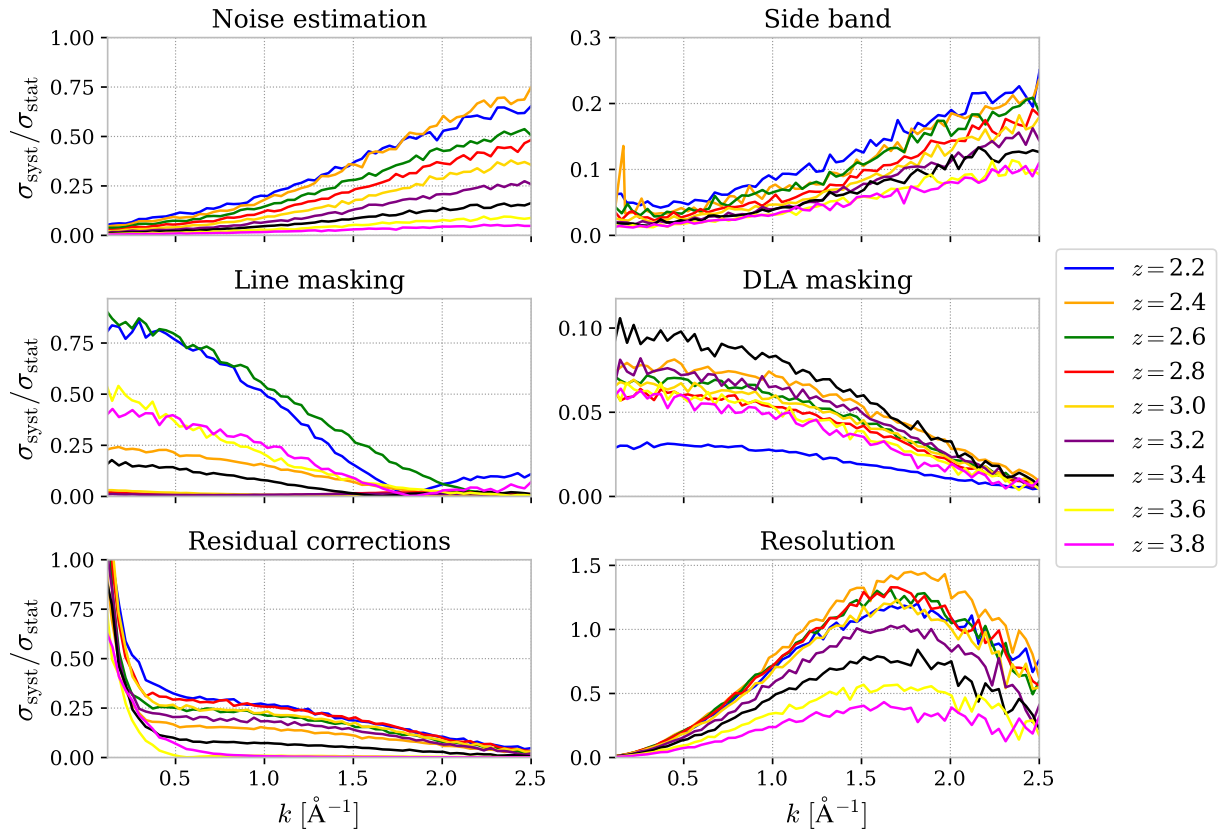 Noise estimation
Side band
1.00
0.75
0.50
0.25
0.00
σsyst / σstat
0.3
0.2
0.1
0.0
Line masking
DLA masking
0.75
0.50
0.25
0.00
σsyst / σstat
0.10
0.05
0.00
z = 2.2
z = 2.4
z = 2.6
z = 2.8
z = 3.0
z = 3.2
z = 3.4
z = 3.6
z = 3.8
Residual corrections
Resolution
1.00
0.75
0.50
0.25
0.00
σsyst / σstat
1.5
1.0
0.5
0.0
0.5 1.0 1.5 2.0 2.5
0.5 1.0 1.5 2.0 2.5
k [Å⁻¹]
k [Å⁻¹]